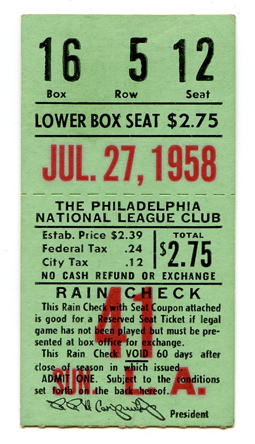 16 5 12
Box Row Seat
LOWER BOX SEAT $2.75
JUL. 27, 1958
THE PHILADELPHIA
NATIONAL LEAGUE CLUB
Estab. Price $2.39
Federal Tax .24
City Tax .12
TOTAL
$2.75
NO CASH REFUND OR EXCHANGE
RAIN CHECK
This Rain Check with Seat Coupon attached
is good for a Reserved Seat Ticket if legal
game has not been played but must be pre-
sented at box office for exchange.
This Rain Check VOID 60 days after
close of season in which issued.
ADMIT ONE. Subject to the conditions
set forth on the back hereof.
41
SUN. L.A.
President